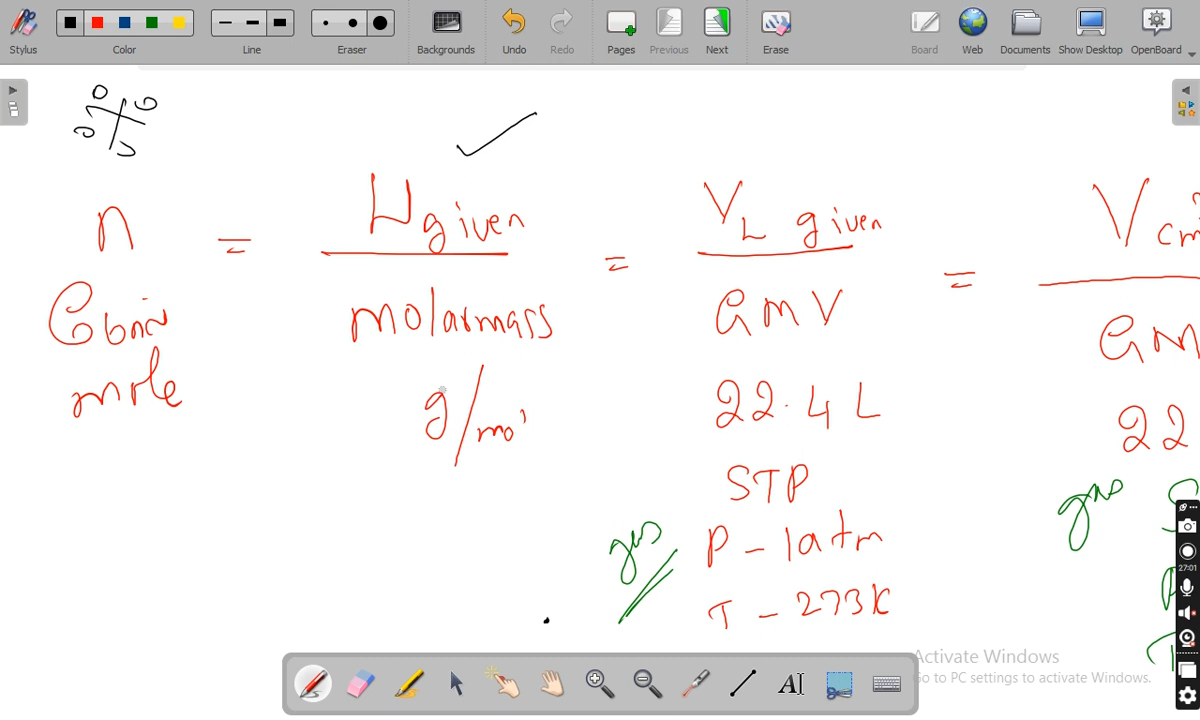 Stylus Color Line Eraser Backgrounds Undo Redo Pages Previous Next Erase Board Web Documents Show Desktop OpenBoard
n = Wgiven = VL given = Vcm
molarmass GMV GM
mole g/mol 22.4 L 22
STP
gas P - 1atm gas
T - 273K T
27:01
Activate Windows
Go to PC settings to activate Windows.